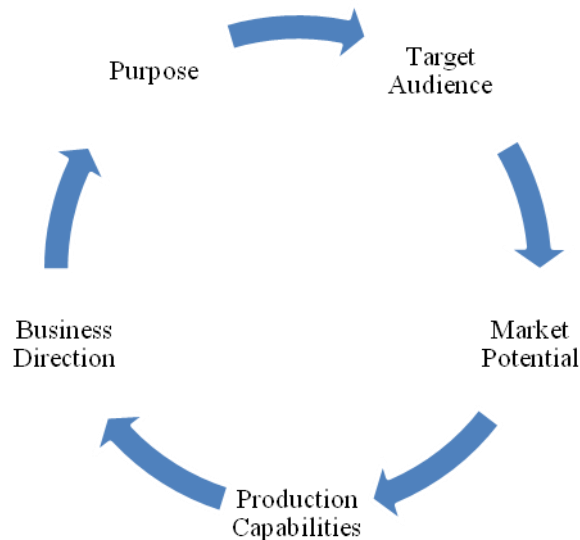 Purpose
Target
Audience
Market
Potential
Production
Capabilities
Business
Direction